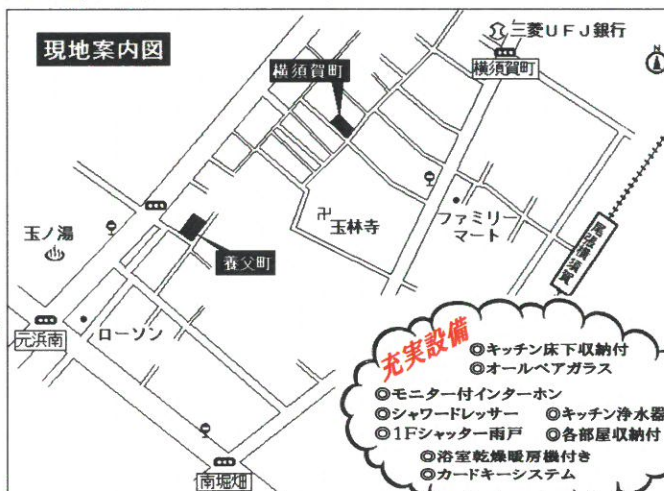 三菱UFJ銀行
現地案内図
横須賀町
横須賀町
N
玉林寺
ファミリー
マート
玉ノ湯
養父町
尾張横須賀
元浜南
ローソン
南堀畑
充実設備
◎キッチン床下収納付
◎オールペアガラス
◎モニター付インターホン
◎シャワードレッサー ◎キッチン浄水器
◎1Fシャッター雨戸 ◎各部屋収納付
◎浴室乾燥暖房機付き
◎カードキーシステム